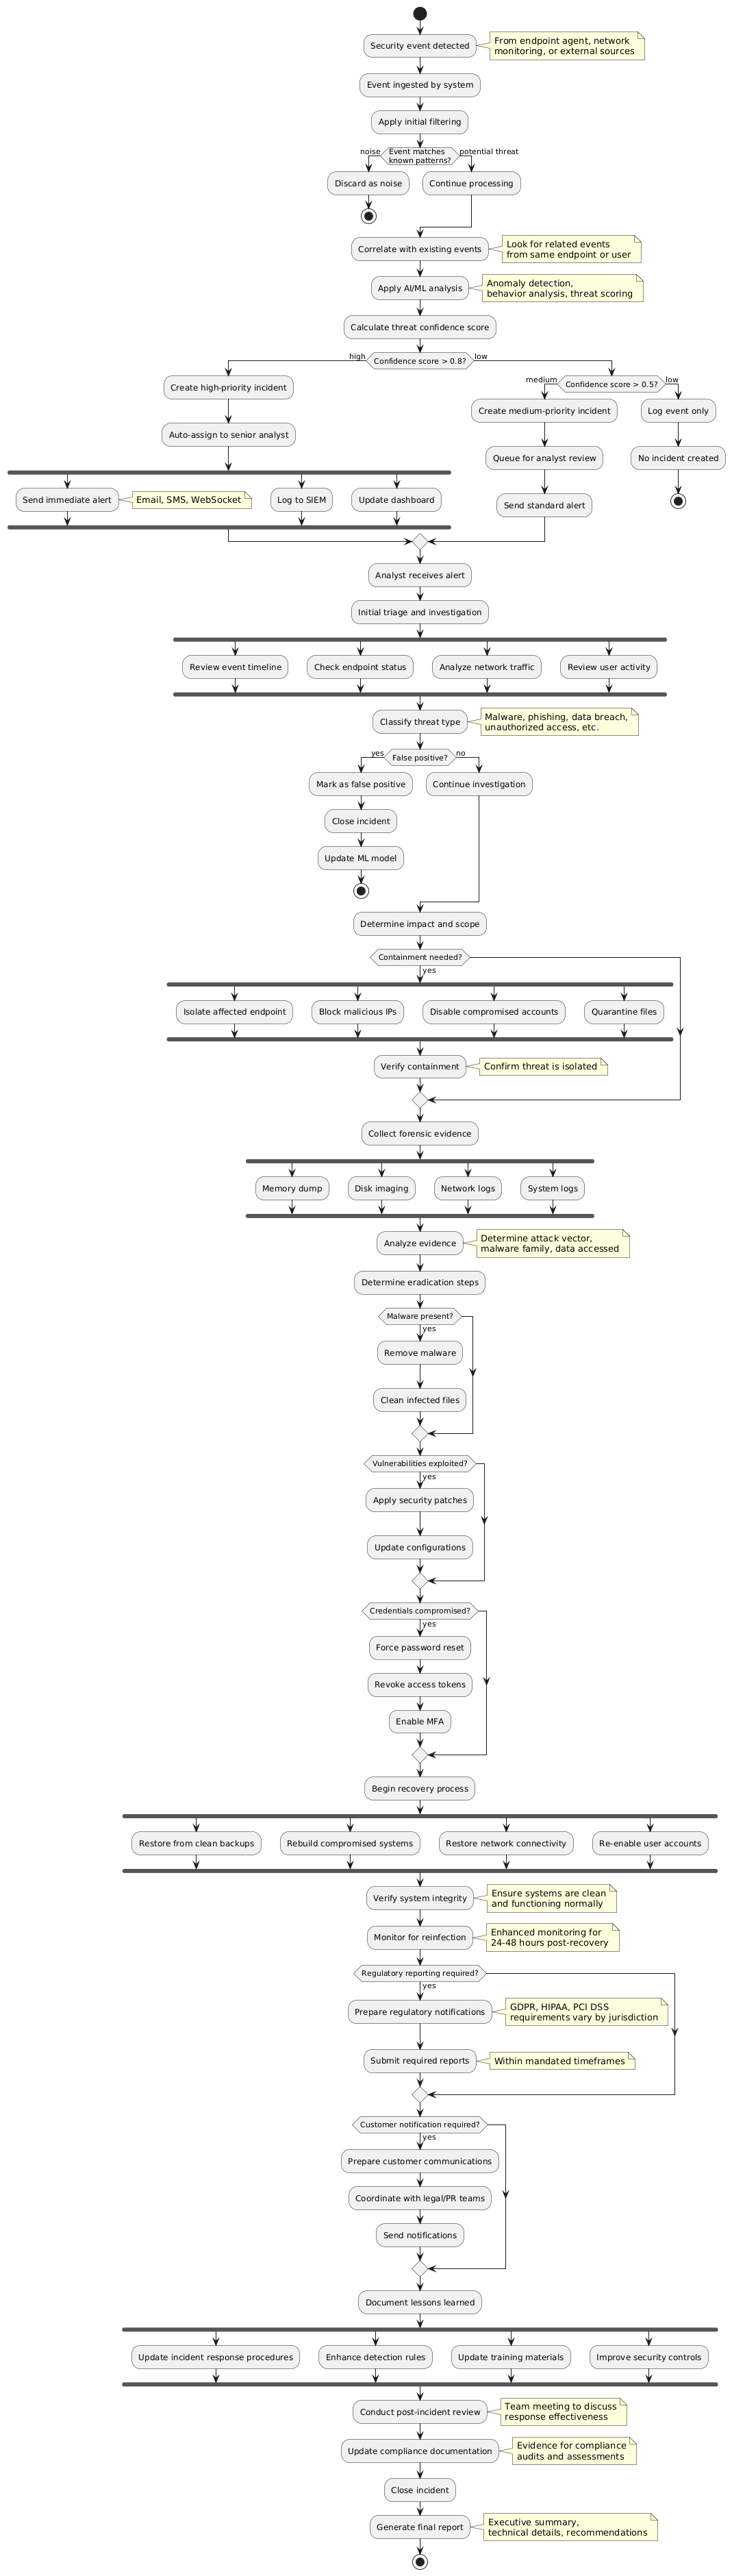 Security event detected
From endpoint agent, network
monitoring, or external sources
Event ingested by system
Apply initial filtering
noise
Event matches
known patterns?
potential threat
Discard as noise
Continue processing
Correlate with existing events
Look for related events
from same endpoint or user
Apply AI/ML analysis
Anomaly detection,
behavior analysis, threat scoring
Calculate threat confidence score
high
Confidence score > 0.8?
low
Create high-priority incident
medium
Confidence score > 0.5?
low
Create medium-priority incident
Log event only
Auto-assign to senior analyst
Queue for analyst review
No incident created
Send immediate alert
Email, SMS, WebSocket
Log to SIEM
Update dashboard
Send standard alert
Analyst receives alert
Initial triage and investigation
Review event timeline
Check endpoint status
Analyze network traffic
Review user activity
Classify threat type
Malware, phishing, data breach,
unauthorized access, etc.
yes
False positive?
no
Mark as false positive
Continue investigation
Close incident
Update ML model
Determine impact and scope
Containment needed?
yes
Isolate affected endpoint
Block malicious IPs
Disable compromised accounts
Quarantine files
Verify containment
Confirm threat is isolated
Collect forensic evidence
Memory dump
Disk imaging
Network logs
System logs
Analyze evidence
Determine attack vector,
malware family, data accessed
Determine eradication steps
Malware present?
yes
Remove malware
Clean infected files
Vulnerabilities exploited?
yes
Apply security patches
Update configurations
Credentials compromised?
yes
Force password reset
Revoke access tokens
Enable MFA
Begin recovery process
Restore from clean backups
Rebuild compromised systems
Restore network connectivity
Re-enable user accounts
Verify system integrity
Ensure systems are clean
and functioning normally
Monitor for reinfection
Enhanced monitoring for
24-48 hours post-recovery
Regulatory reporting required?
yes
Prepare regulatory notifications
GDPR, HIPAA, PCI DSS
requirements vary by jurisdiction
Submit required reports
Within mandated timeframes
Customer notification required?
yes
Prepare customer communications
Coordinate with legal/PR teams
Send notifications
Document lessons learned
Update incident response procedures
Enhance detection rules
Update training materials
Improve security controls
Conduct post-incident review
Team meeting to discuss
response effectiveness
Update compliance documentation
Evidence for compliance
audits and assessments
Close incident
Generate final report
Executive summary,
technical details, recommendations